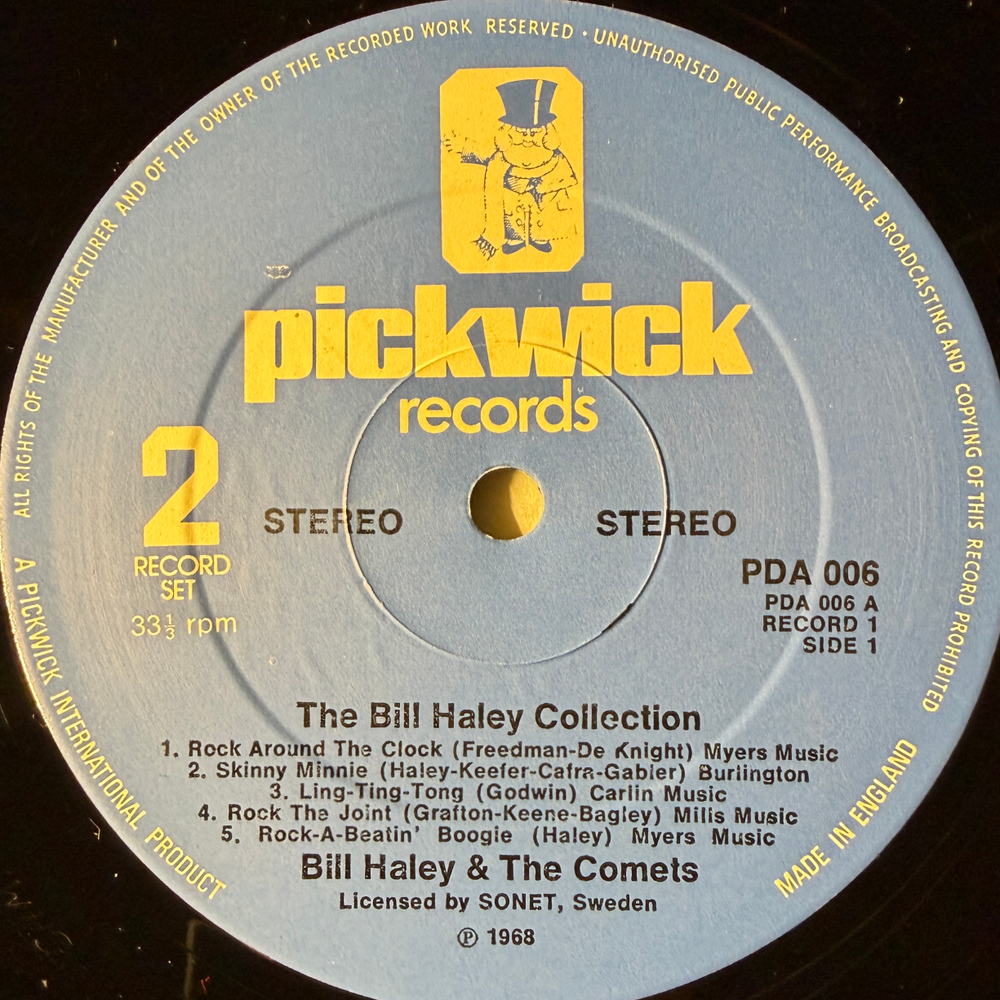 ALL RIGHTS OF THE MANUFACTURER AND OF THE OWNER OF THE RECORDED WORK RESERVED · UNAUTHORISED PUBLIC PERFORMANCE BROADCASTING AND COPYING OF THIS RECORD PROHIBITED
pickwick
records
2
RECORD
SET
33⅓ rpm
STEREO
STEREO
PDA 006
PDA 006 A
RECORD 1
SIDE 1
The Bill Haley Collection
1. Rock Around The Clock (Freedman-De Knight) Myers Music
2. Skinny Minnie (Haley-Keefer-Cafra-Gabler) Burlington
3. Ling-Ting-Tong (Godwin) Carlin Music
4. Rock The Joint (Grafton-Keene-Bagley) Mills Music
5. Rock-A-Beatin' Boogie (Haley) Myers Music
Bill Haley & The Comets
Licensed by SONET, Sweden
℗ 1968
A PICKWICK INTERNATIONAL PRODUCT
MADE IN ENGLAND